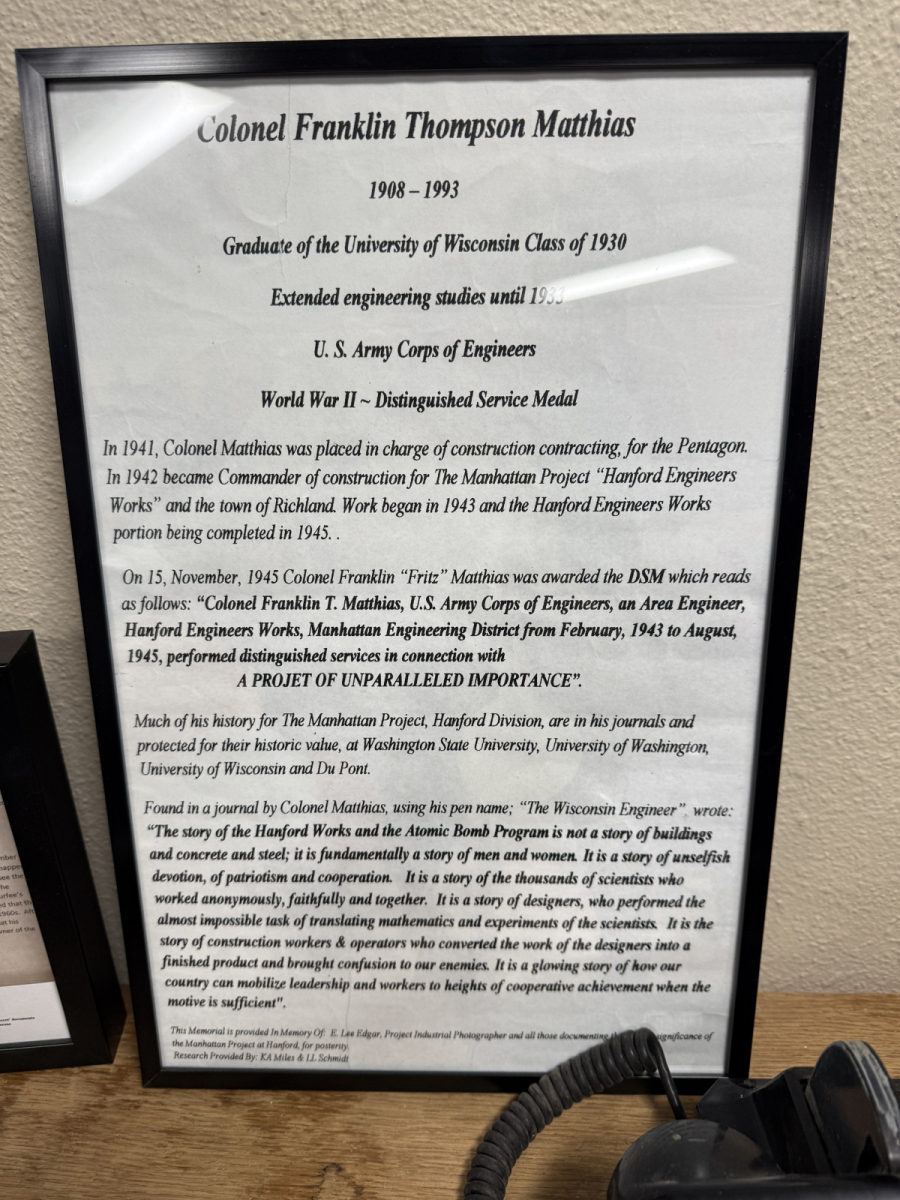 Colonel Franklin Thompson Matthias
1908 – 1993
Graduate of the University of Wisconsin Class of 1930
Extended engineering studies until 1933
U. S. Army Corps of Engineers
World War II ~ Distinguished Service Medal
In 1941, Colonel Matthias was placed in charge of construction contracting, for the Pentagon.
In 1942 became Commander of construction for The Manhattan Project “Hanford Engineers
Works” and the town of Richland. Work began in 1943 and the Hanford Engineers Works
portion being completed in 1945. .
On 15, November, 1945 Colonel Franklin “Fritz” Matthias was awarded the DSM which reads
as follows: “Colonel Franklin T. Matthias, U.S. Army Corps of Engineers, an Area Engineer,
Hanford Engineers Works, Manhattan Engineering District from February, 1943 to August,
1945, performed distinguished services in connection with
A PROJET OF UNPARALLELED IMPORTANCE”.
Much of his history for The Manhattan Project, Hanford Division, are in his journals and
protected for their historic value, at Washington State University, University of Washington,
University of Wisconsin and Du Pont.
Found in a journal by Colonel Matthias, using his pen name; “The Wisconsin Engineer” wrote:
“The story of the Hanford Works and the Atomic Bomb Program is not a story of buildings
and concrete and steel; it is fundamentally a story of men and women. It is a story of unselfish
devotion, of patriotism and cooperation. It is a story of the thousands of scientists who
worked anonymously, faithfully and together. It is a story of designers, who performed the
almost impossible task of translating mathematics and experiments of the scientists. It is the
story of construction workers & operators who converted the work of the designers into a
finished product and brought confusion to our enemies. It is a glowing story of how our
country can mobilize leadership and workers to heights of cooperative achievement when the
motive is sufficient".
This Memorial is provided In Memory Of: E. Lee Edgar, Project Industrial Photographer and all those documenting significance of
the Manhattan Project at Hanford, for posterity.
Research Provided By: KA Miles & I.I. Schmidt